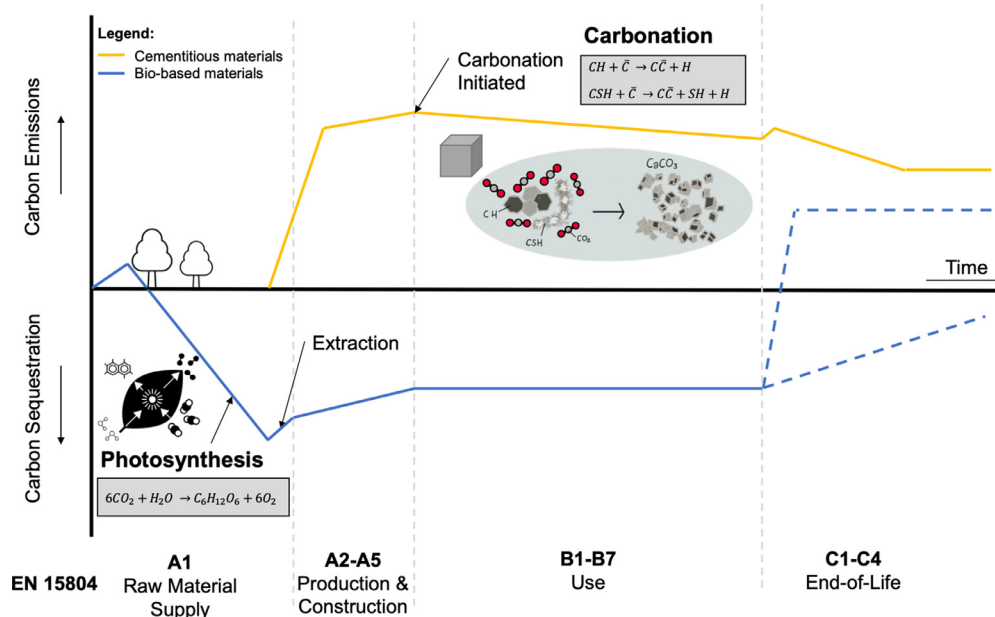 Legend:
Cementitious materials
Bio-based materials
Carbon Emissions
Carbon Sequestration
Carbonation
Initiated
Carbonation
CH + C̄ → CC̄ + H
CSH + C̄ → CC̄ + SH + H
CH
CSH
CO₂
CaCO₃
Time
Extraction
Photosynthesis
6CO₂ + H₂O → C₆H₁₂O₆ + 6O₂
EN 15804
A1
Raw Material
Supply
A2-A5
Production &
Construction
B1-B7
Use
C1-C4
End-of-Life